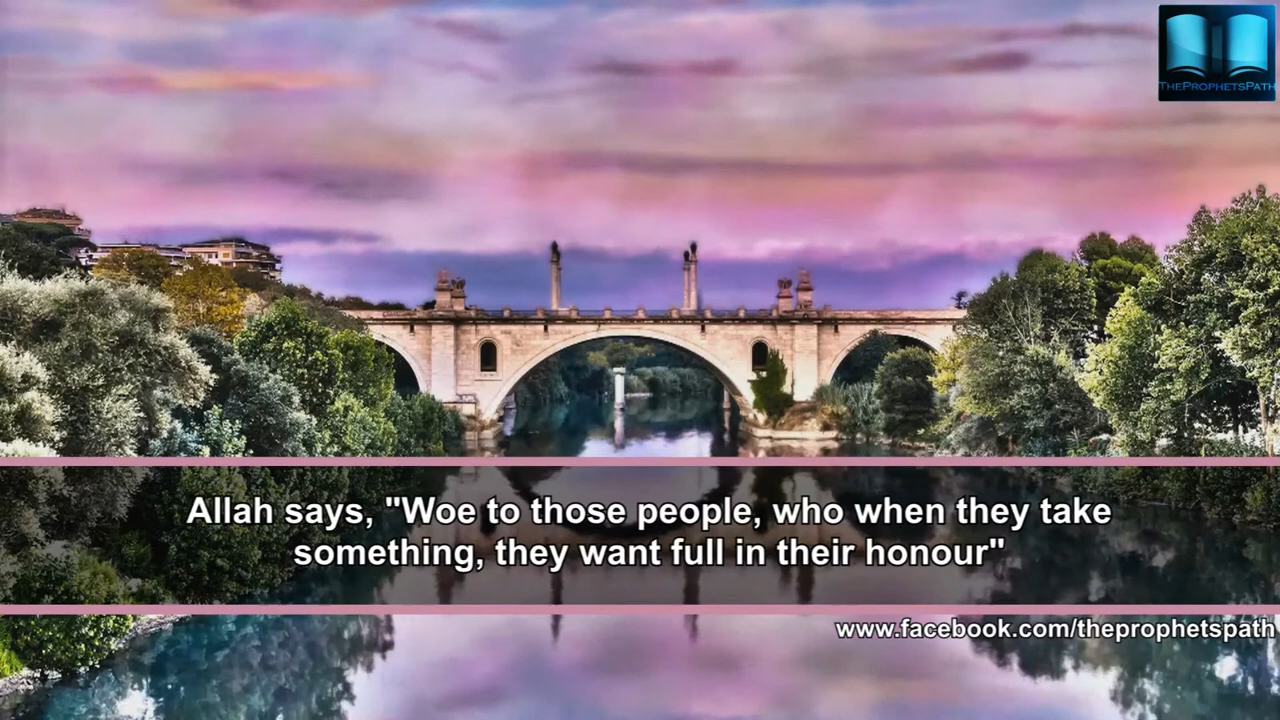 THEPROPHETSPATH
Allah says, "Woe to those people, who when they take
something, they want full in their honour"
www.facebook.com/theprophetspath